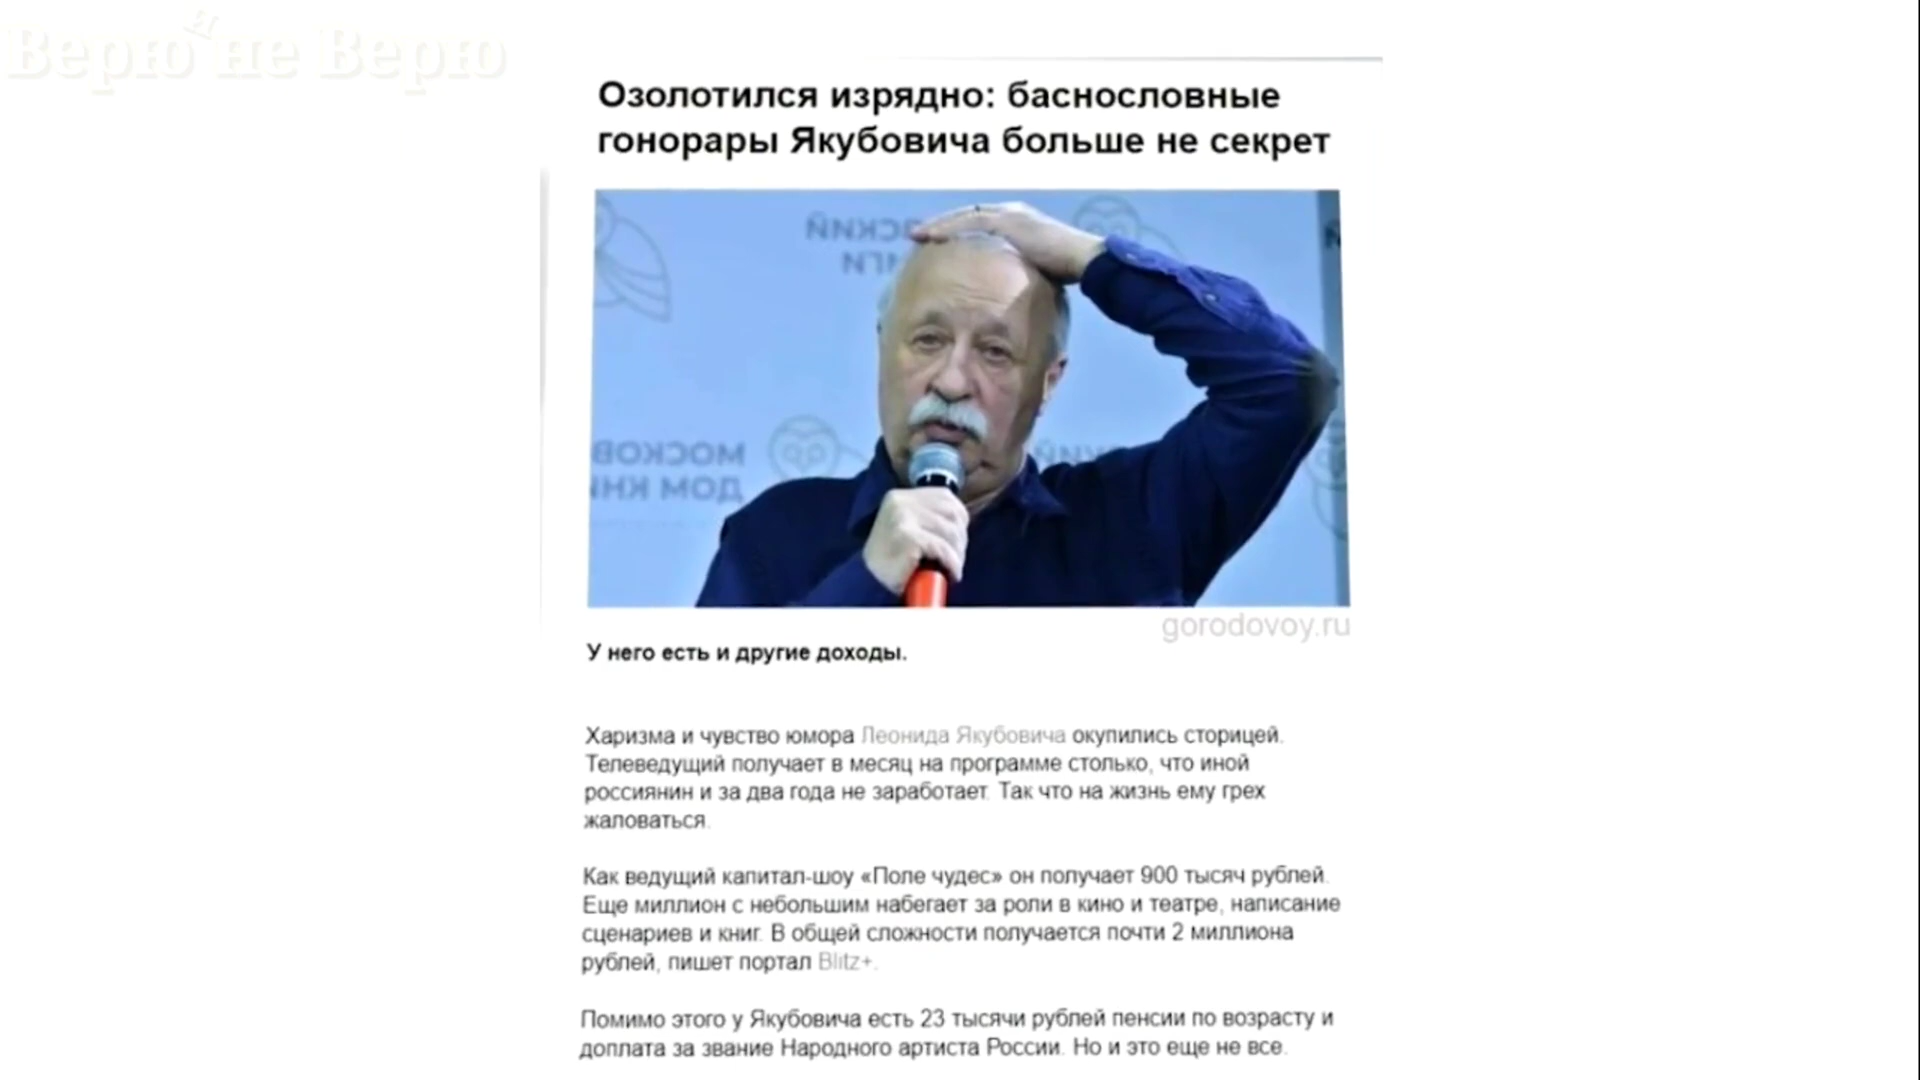 Верю я не Верю
Озолотился изрядно: баснословные
гонорары Якубовича больше не секрет
МОСКОВ
ДОМ КНИ
gorodovoy.ru
У него есть и другие доходы.
Харизма и чувство юмора Леонида Якубовича окупились сторицей.
Телеведущий получает в месяц на программе столько, что иной
россиянин и за два года не заработает. Так что на жизнь ему грех
жаловаться.
Как ведущий капитал-шоу «Поле чудес» он получает 900 тысяч рублей.
Еще миллион с небольшим набегает за роли в кино и театре, написание
сценариев и книг. В общей сложности получается почти 2 миллиона
рублей, пишет портал Blitz+.
Помимо этого у Якубовича есть 23 тысячи рублей пенсии по возрасту и
доплата за звание Народного артиста России. Но и это еще не все.